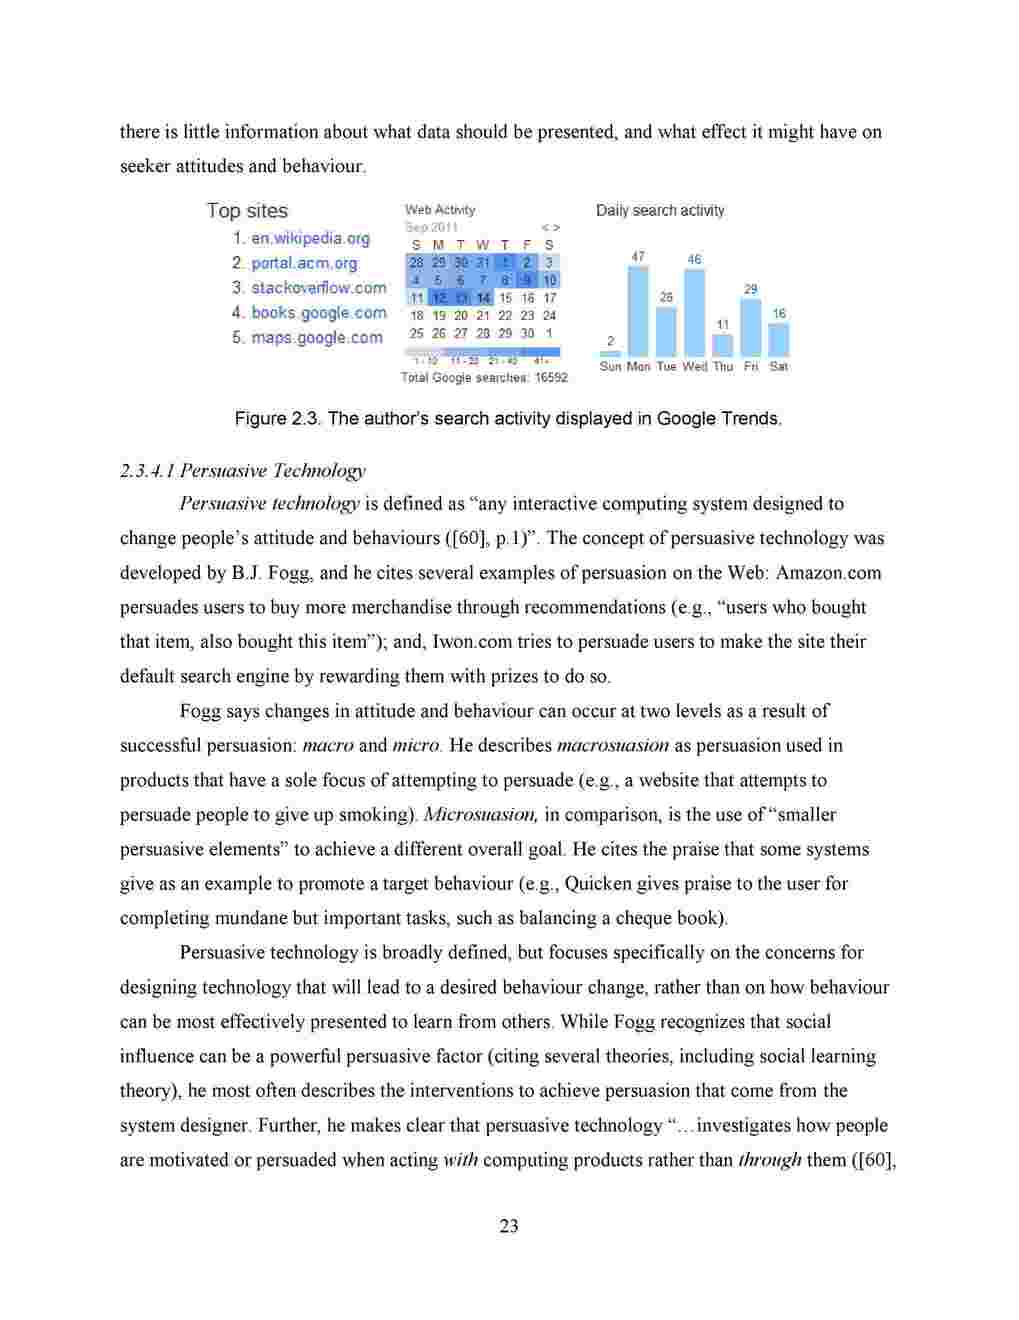 there is little information about what data should be presented, and what effect it might have on
seeker attitudes and behaviour.
Top sites
1. en.wikipedia.org
2. portal.acm.org
3. stackoverflow.com
4. books.google.com
5. maps.google.com
Web Activity
Sep 2011 < >
S M T W T F S
28 29 30 31 1 2 3
4 5 6 7 8 9 10
11 12 13 14 15 16 17
18 19 20 21 22 23 24
25 26 27 28 29 30 1
1 - 10 11 - 20 21 - 40 41+
Total Google searches: 16592
Daily search activity
2 47 26 46 11 29 16
Sun Mon Tue Wed Thu Fri Sat
Figure 2.3. The author's search activity displayed in Google Trends.
2.3.4.1 Persuasive Technology
Persuasive technology is defined as “any interactive computing system designed to
change people’s attitude and behaviours ([60], p.1)”. The concept of persuasive technology was
developed by B.J. Fogg, and he cites several examples of persuasion on the Web: Amazon.com
persuades users to buy more merchandise through recommendations (e.g., “users who bought
that item, also bought this item”); and, Iwon.com tries to persuade users to make the site their
default search engine by rewarding them with prizes to do so.
Fogg says changes in attitude and behaviour can occur at two levels as a result of
successful persuasion: macro and micro. He describes macrosuasion as persuasion used in
products that have a sole focus of attempting to persuade (e.g., a website that attempts to
persuade people to give up smoking). Microsuasion, in comparison, is the use of “smaller
persuasive elements” to achieve a different overall goal. He cites the praise that some systems
give as an example to promote a target behaviour (e.g., Quicken gives praise to the user for
completing mundane but important tasks, such as balancing a cheque book).
Persuasive technology is broadly defined, but focuses specifically on the concerns for
designing technology that will lead to a desired behaviour change, rather than on how behaviour
can be most effectively presented to learn from others. While Fogg recognizes that social
influence can be a powerful persuasive factor (citing several theories, including social learning
theory), he most often describes the interventions to achieve persuasion that come from the
system designer. Further, he makes clear that persuasive technology “…investigates how people
are motivated or persuaded when acting with computing products rather than through them ([60],
23